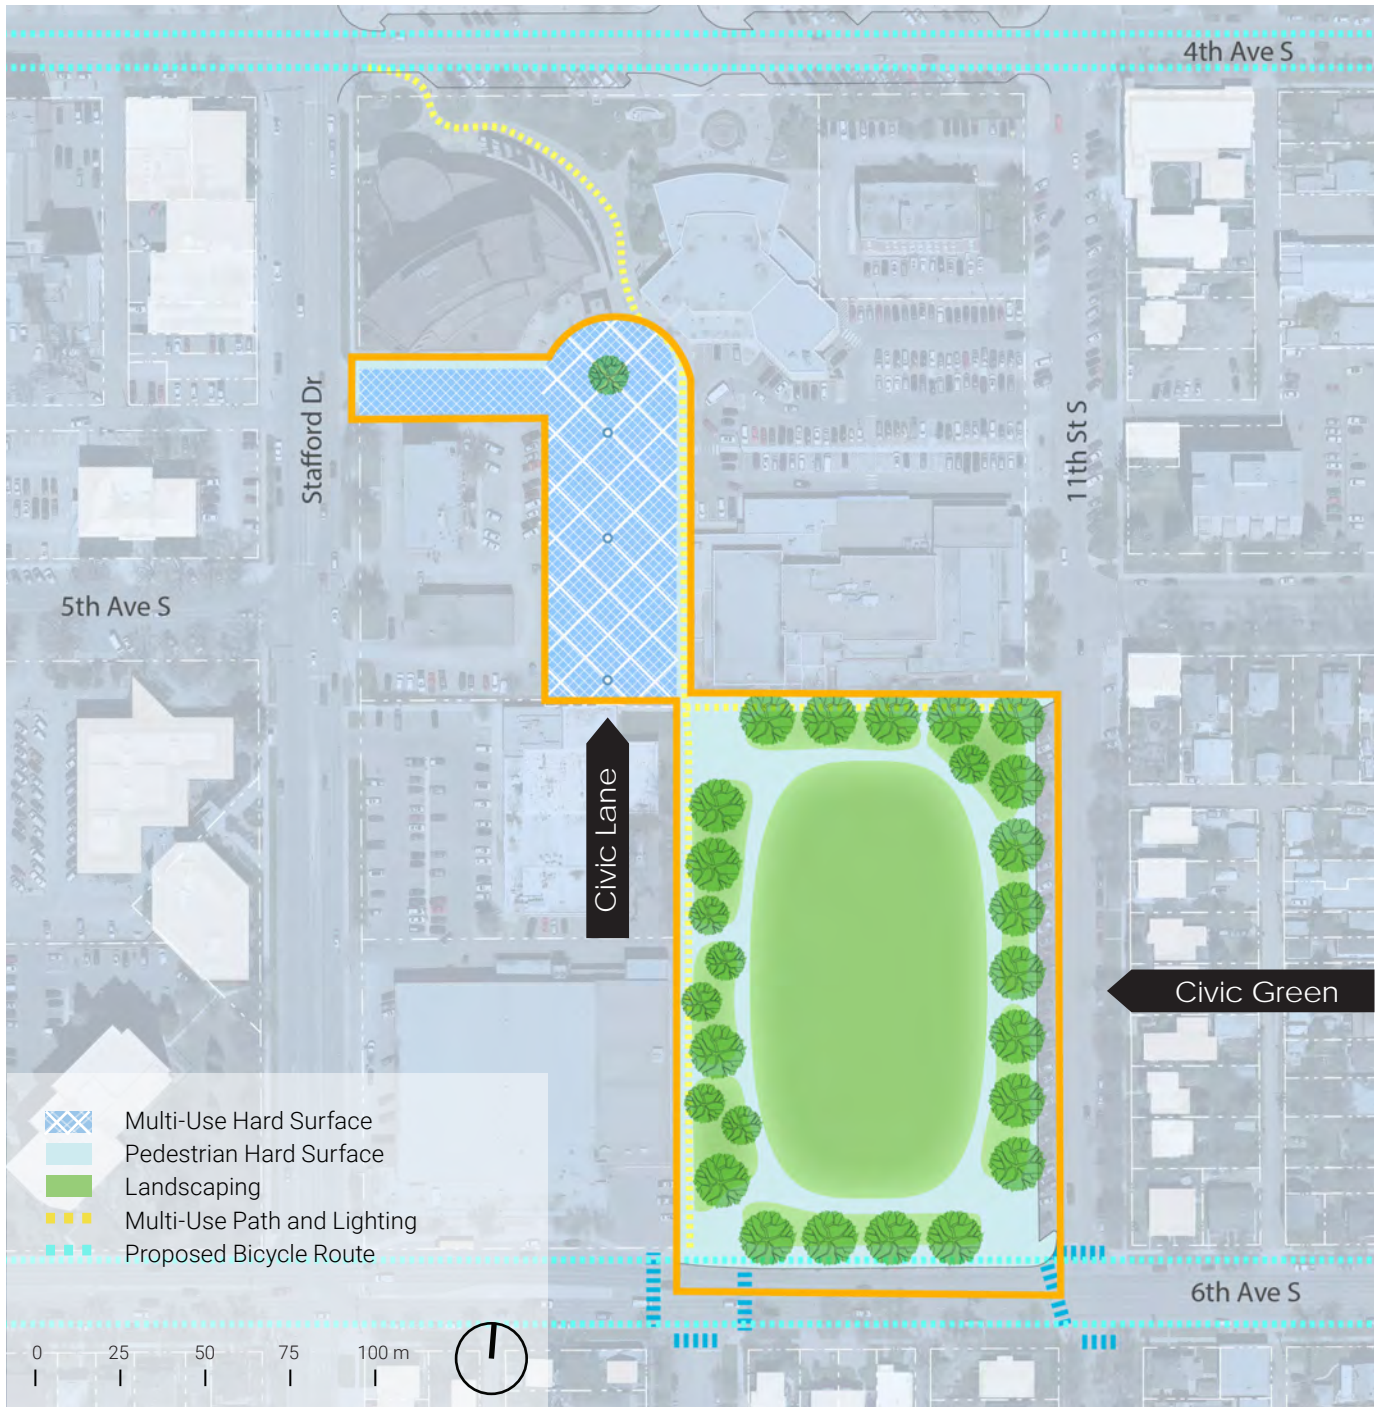 4th Ave S
Stafford Dr
11th St S
5th Ave S
Civic Lane
Civic Green
Multi-Use Hard Surface
Pedestrian Hard Surface
Landscaping
Multi-Use Path and Lighting
Proposed Bicycle Route
6th Ave S
0 25 50 75 100 m